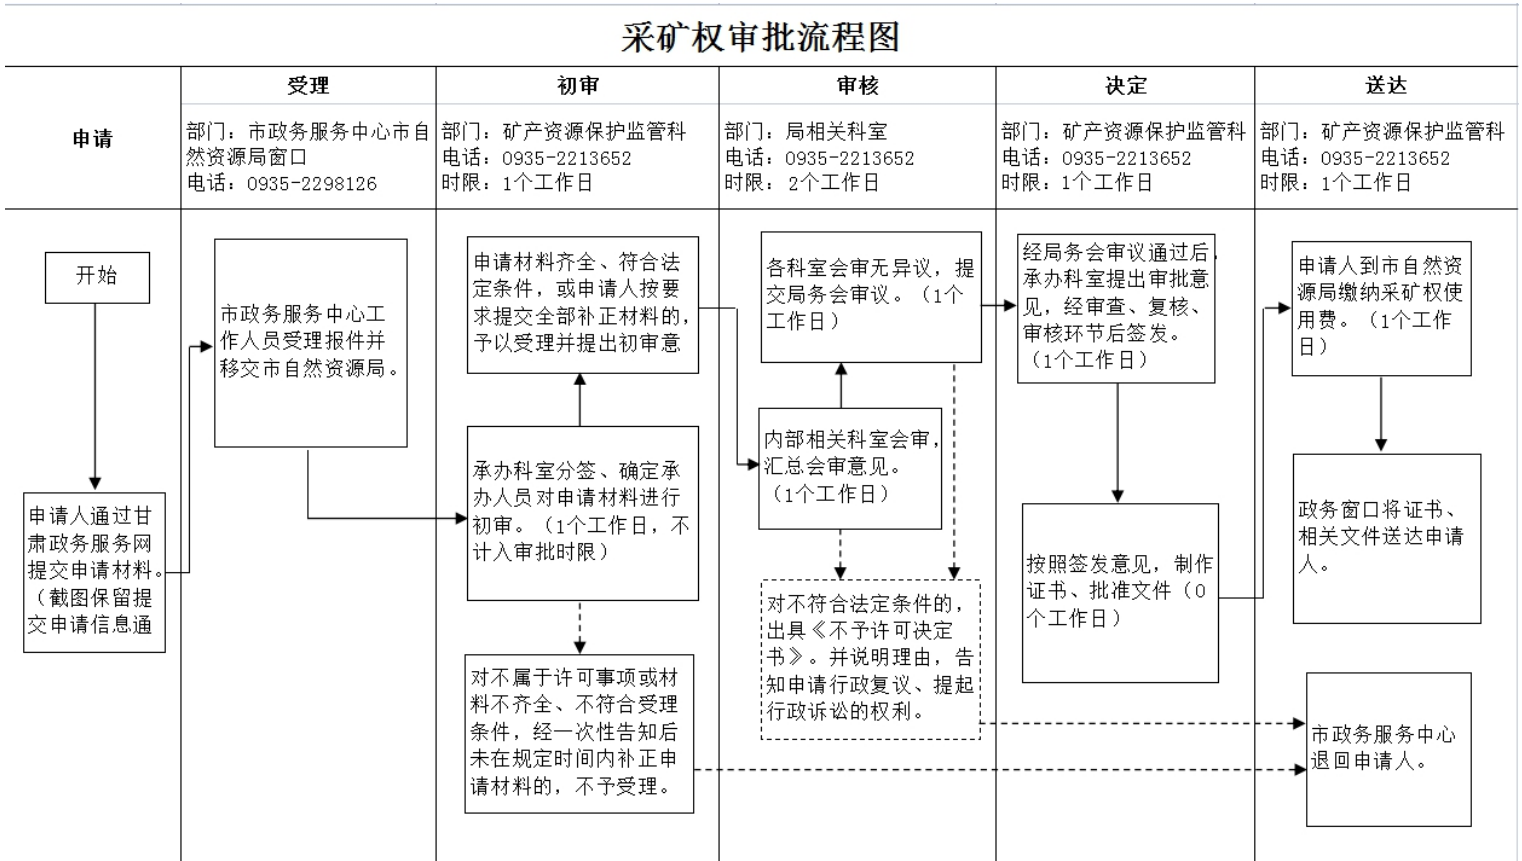 采矿权审批流程图
申请
受理
部门：市政务服务中心市自
然资源局窗口
电话：0935-2298126
初审
部门：矿产资源保护监管科
电话：0935-2213652
时限：1个工作日
审核
部门：局相关科室
电话：0935-2213652
时限： 2个工作日
决定
部门：矿产资源保护监管科
电话：0935-2213652
时限：1个工作日
送达
部门：矿产资源保护监管科
电话：0935-2213652
时限：1个工作日
开始
申请人通过甘
肃政务服务网
提交申请材料。
（截图保留提
交申请信息通
市政务服务中心工
作人员受理报件并
移交市自然资源局。
申请材料齐全、符合法
定条件，或申请人按要
求提交全部补正材料的，
予以受理并提出初审意
承办科室分签、确定承
办人员对申请材料进行
初审。（1个工作日，不
计入审批时限）
对不属于许可事项或材
料不齐全、不符合受理
条件，经一次性告知后
未在规定时间内补正申
请材料的，不予受理。
各科室会审无异议，提
交局务会审议。（1个
工作日）
内部相关科室会审，
汇总会审意见。
（1个工作日）
对不符合法定条件的，
出具《不予许可决定
书》。并说明理由，告
知申请行政复议、提起
行政诉讼的权利。
经局务会审议通过后，
承办科室提出审批意
见，经审查、复核、
审核环节后签发。
（1个工作日）
按照签发意见，制作
证书、批准文件（0
个工作日）
申请人到市自然资
源局缴纳采矿权使
用费。（1个工作
日）
政务窗口将证书、
相关文件送达申请
人。
市政务服务中心
退回申请人。